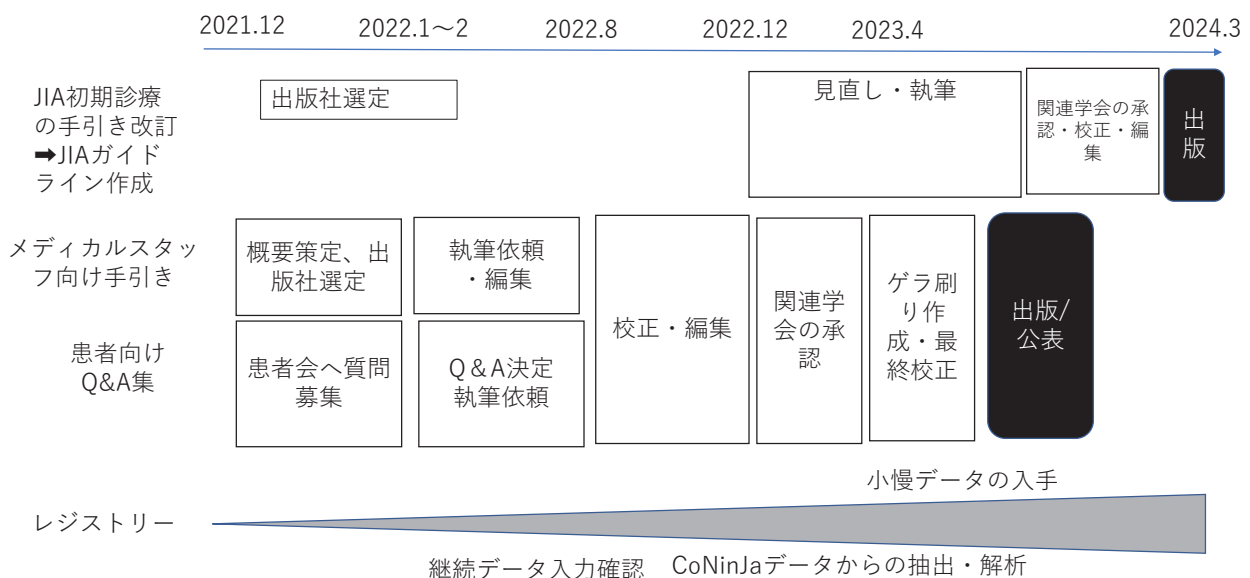 2021.12 2022.1～2 2022.8 2022.12 2023.4 2024.3
JIA初期診療
の手引き改訂
➡JIAガイド
ライン作成
出版社選定
見直し・執筆
関連学会の承
認・校正・編
集
出
版
メディカルスタッ
フ向け手引き
概要策定、出
版社選定
執筆依頼
・編集
患者向け
Q&A集
患者会へ質問
募集
Q＆A決定
執筆依頼
校正・編集
関連学
会の承
認
ゲラ刷
り作
成・最
終校正
出版/
公表
レジストリー
小慢データの入手
継続データ入力確認
CoNinJaデータからの抽出・解析